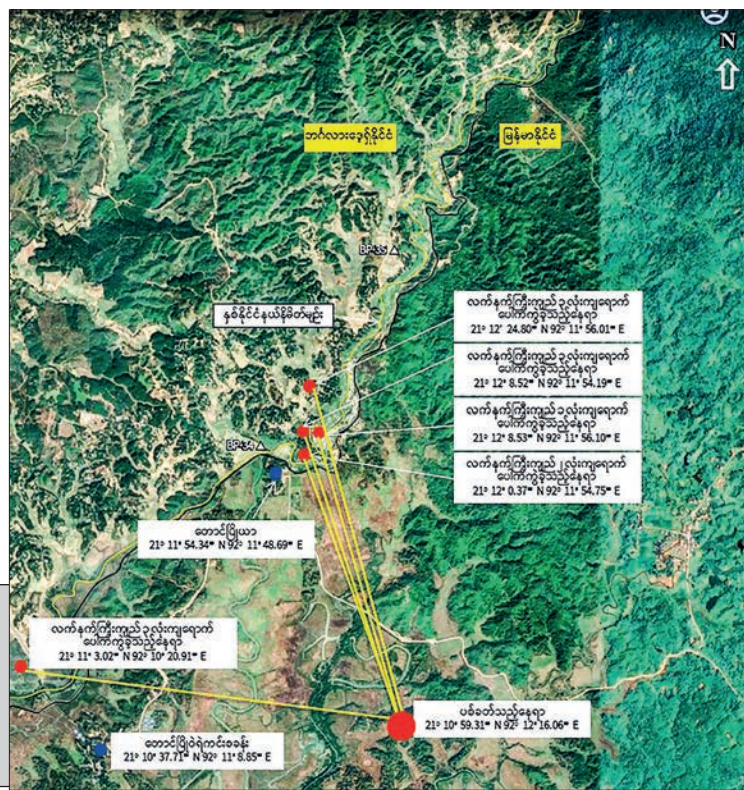 N
ဘင်္ဂလားဒေ့ရှ်နိုင်ငံ
မြန်မာနိုင်ငံ
BP-35
လက်နက်ကြီးကျည် ၃ လုံးကျရောက်
ပေါက်ကွဲခဲ့သည့်နေရာ
21° 12' 24.80" N 92° 11" 56.01" E
နှစ်နိုင်ငံနယ်နိမိတ်မျဉ်း
လက်နက်ကြီးကျည် ၃ လုံးကျရောက်
ပေါက်ကွဲခဲ့သည့်နေရာ
21° 12" 8.52" N 92° 11" 54.19" E
လက်နက်ကြီးကျည် ၁ လုံးကျရောက်
ပေါက်ကွဲခဲ့သည့်နေရာ
21° 12" 8.53" N 92° 11" 56.10" E
BP-34
လက်နက်ကြီးကျည် ၂ လုံးကျရောက်
ပေါက်ကွဲခဲ့သည့်နေရာ
21° 12" 0.37" N 92° 11" 54.75" E
တောင်ပြိုယာ
21° 11" 54.34" N 92° 11" 48.69" E
လက်နက်ကြီးကျည် ၃ လုံးကျရောက်
ပေါက်ကွဲခဲ့သည့်နေရာ
21° 11" 3.02" N 92° 10" 20.91" E
ပစ်ခတ်သည့်နေရာ
21° 10" 59.31" N 92° 12" 16.06" E
တောင်ပြိုဝဲရဲကင်းစခန်း
21° 10" 37.71" N 92° 11" 8.85" E